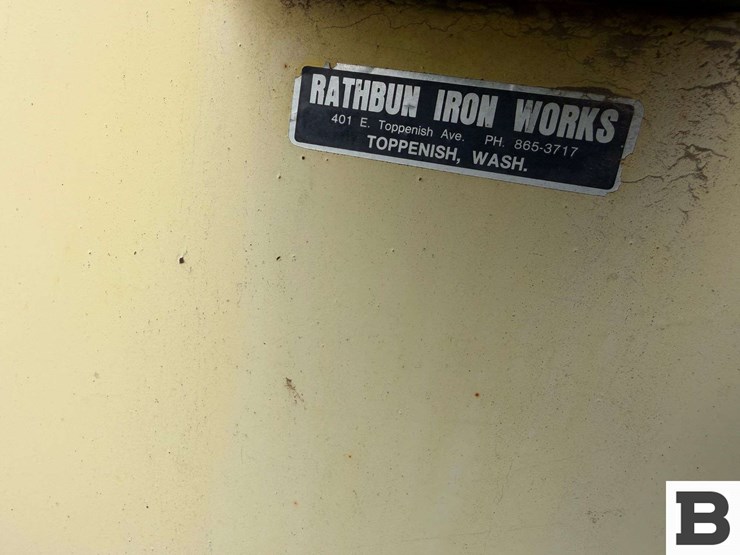 RATHBUN IRON WORKS
401 E. Toppenish Ave. PH. 865-3717
TOPPENISH, WASH.
B